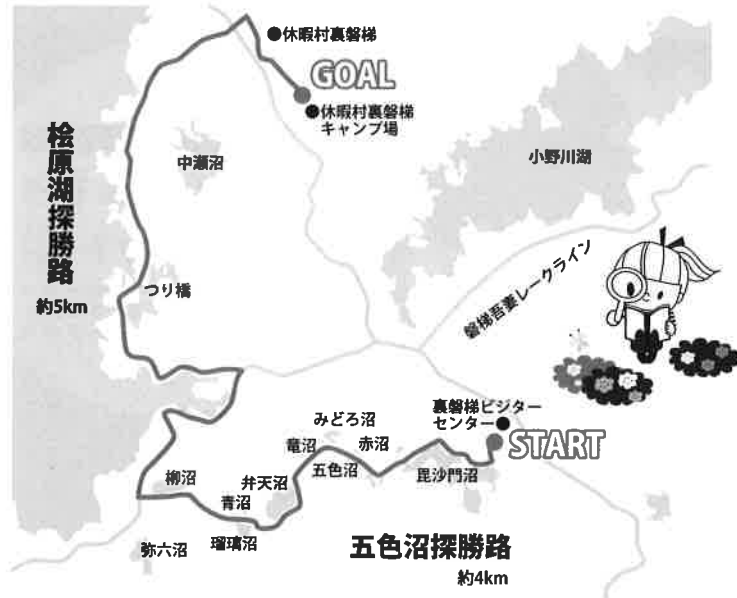 ●休暇村裏磐梯
GOAL
●休暇村裏磐梯
キャンプ場
桧原湖探勝路
約5km
中瀬沼
小野川湖
つり橋
磐梯吾妻レークライン
裏磐梯ビジター
センター●
START
みどろ沼
竜沼
赤沼
五色沼
毘沙門沼
柳沼
弁天沼
青沼
瑠璃沼
弥六沼
五色沼探勝路
約4km